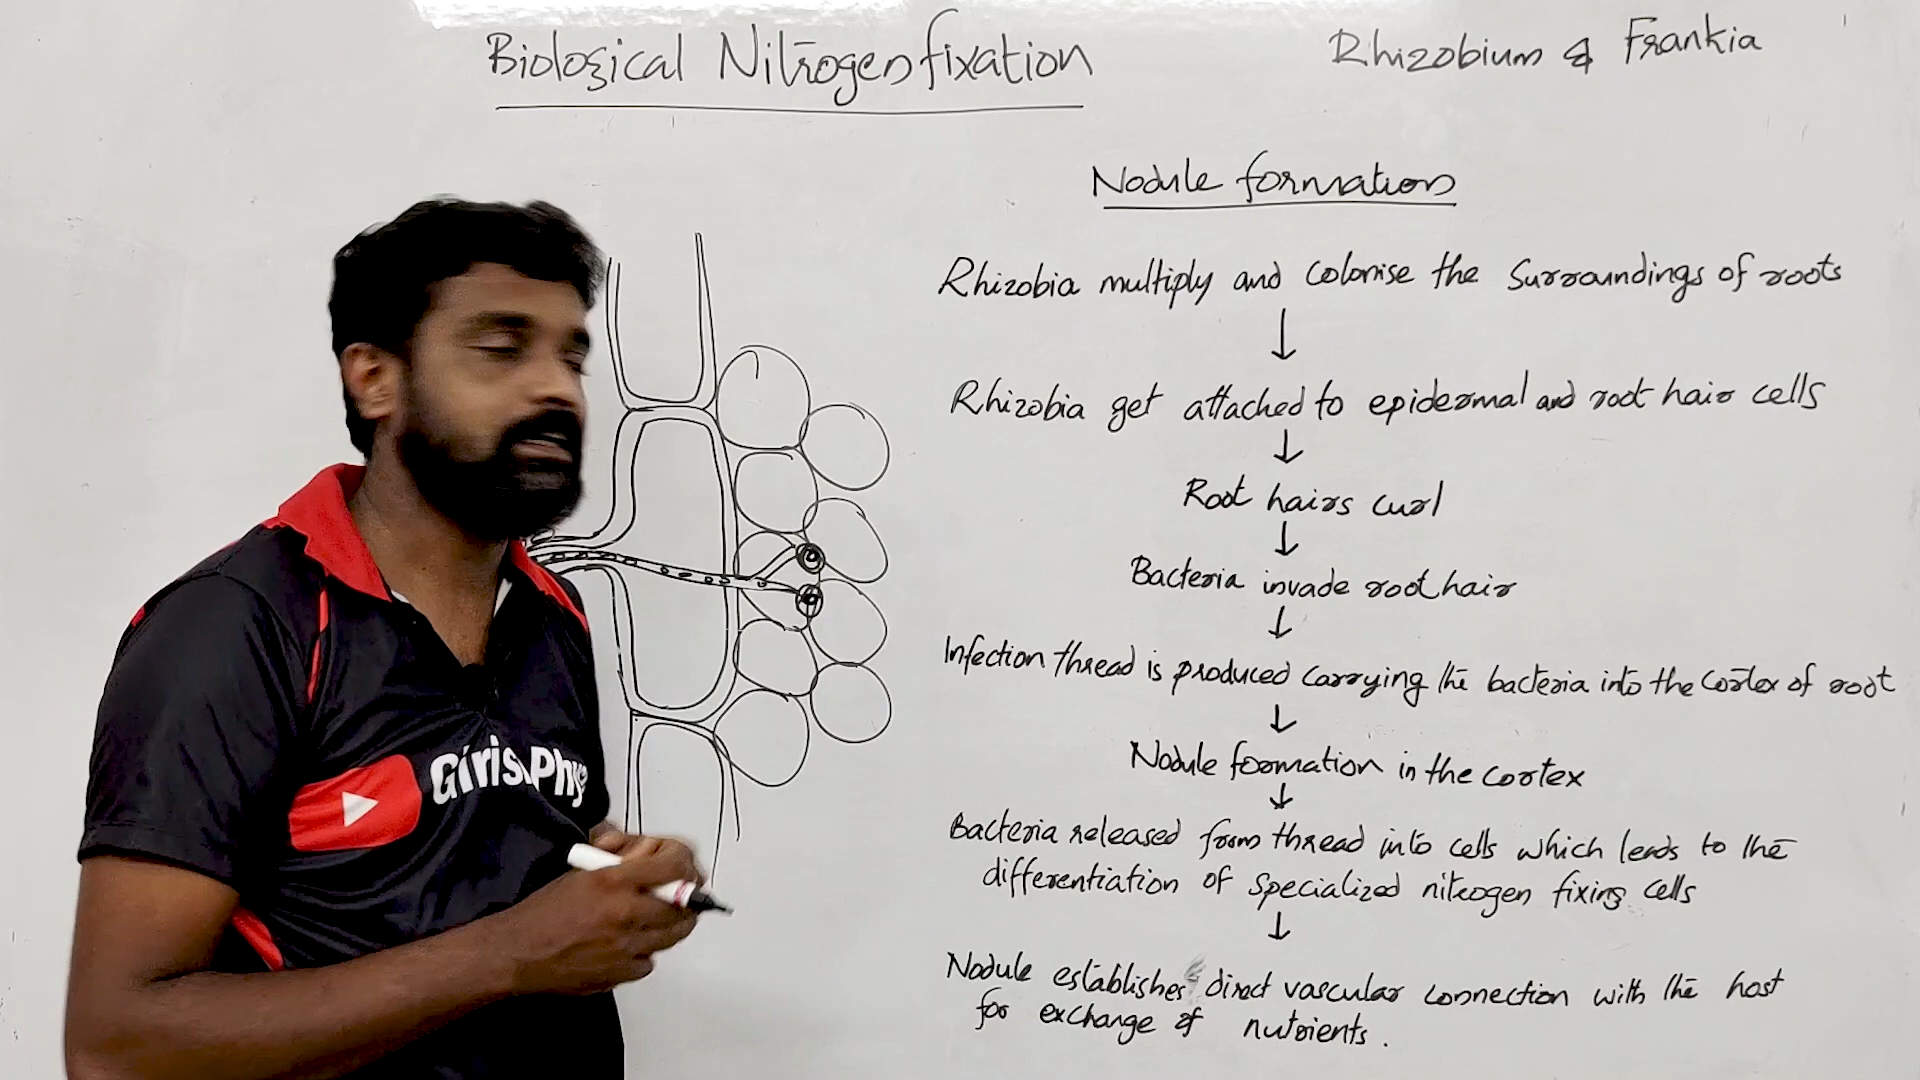 Biological Nitrogen fixation
Rhizobium & Frankia
Nodule formation
Rhizobia multiply and colonise the surroundings of roots
Rhizobia get attached to epidermal and root hair cells
Root hairs curl
Bacteria invade root hair
Infection thread is produced carrying the bacteria into the cortex of root
Nodule formation in the cortex
Bacteria released from thread into cells which leads to the
differentiation of specialized nitrogen fixing cells
Nodule establishes direct vascular connection with the host
for exchange of nutrients.